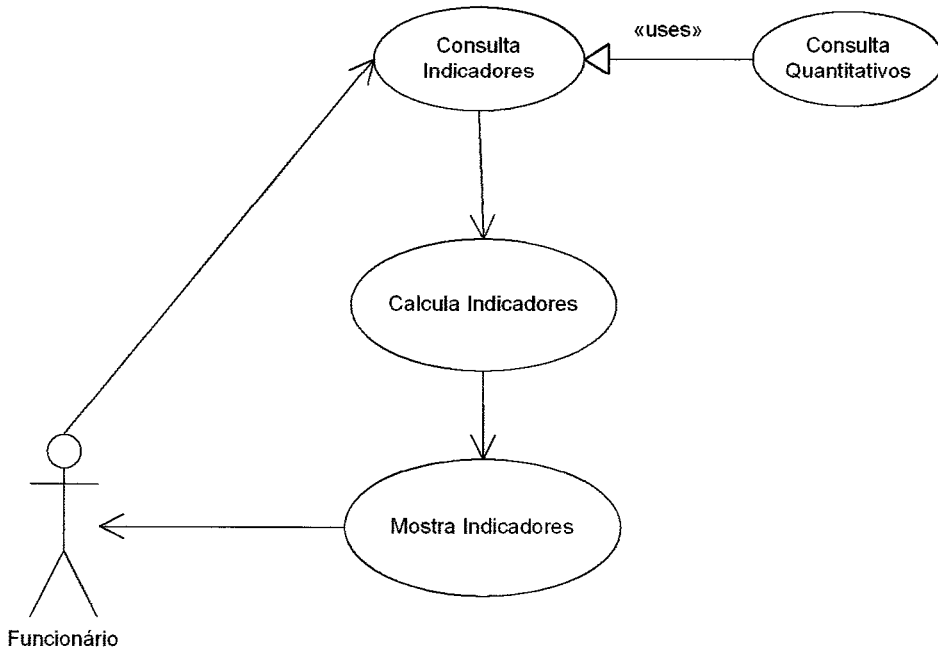 Consulta
Indicadores
«uses»
Consulta
Quantitativos
Calcula Indicadores
Mostra Indicadores
Funcionário